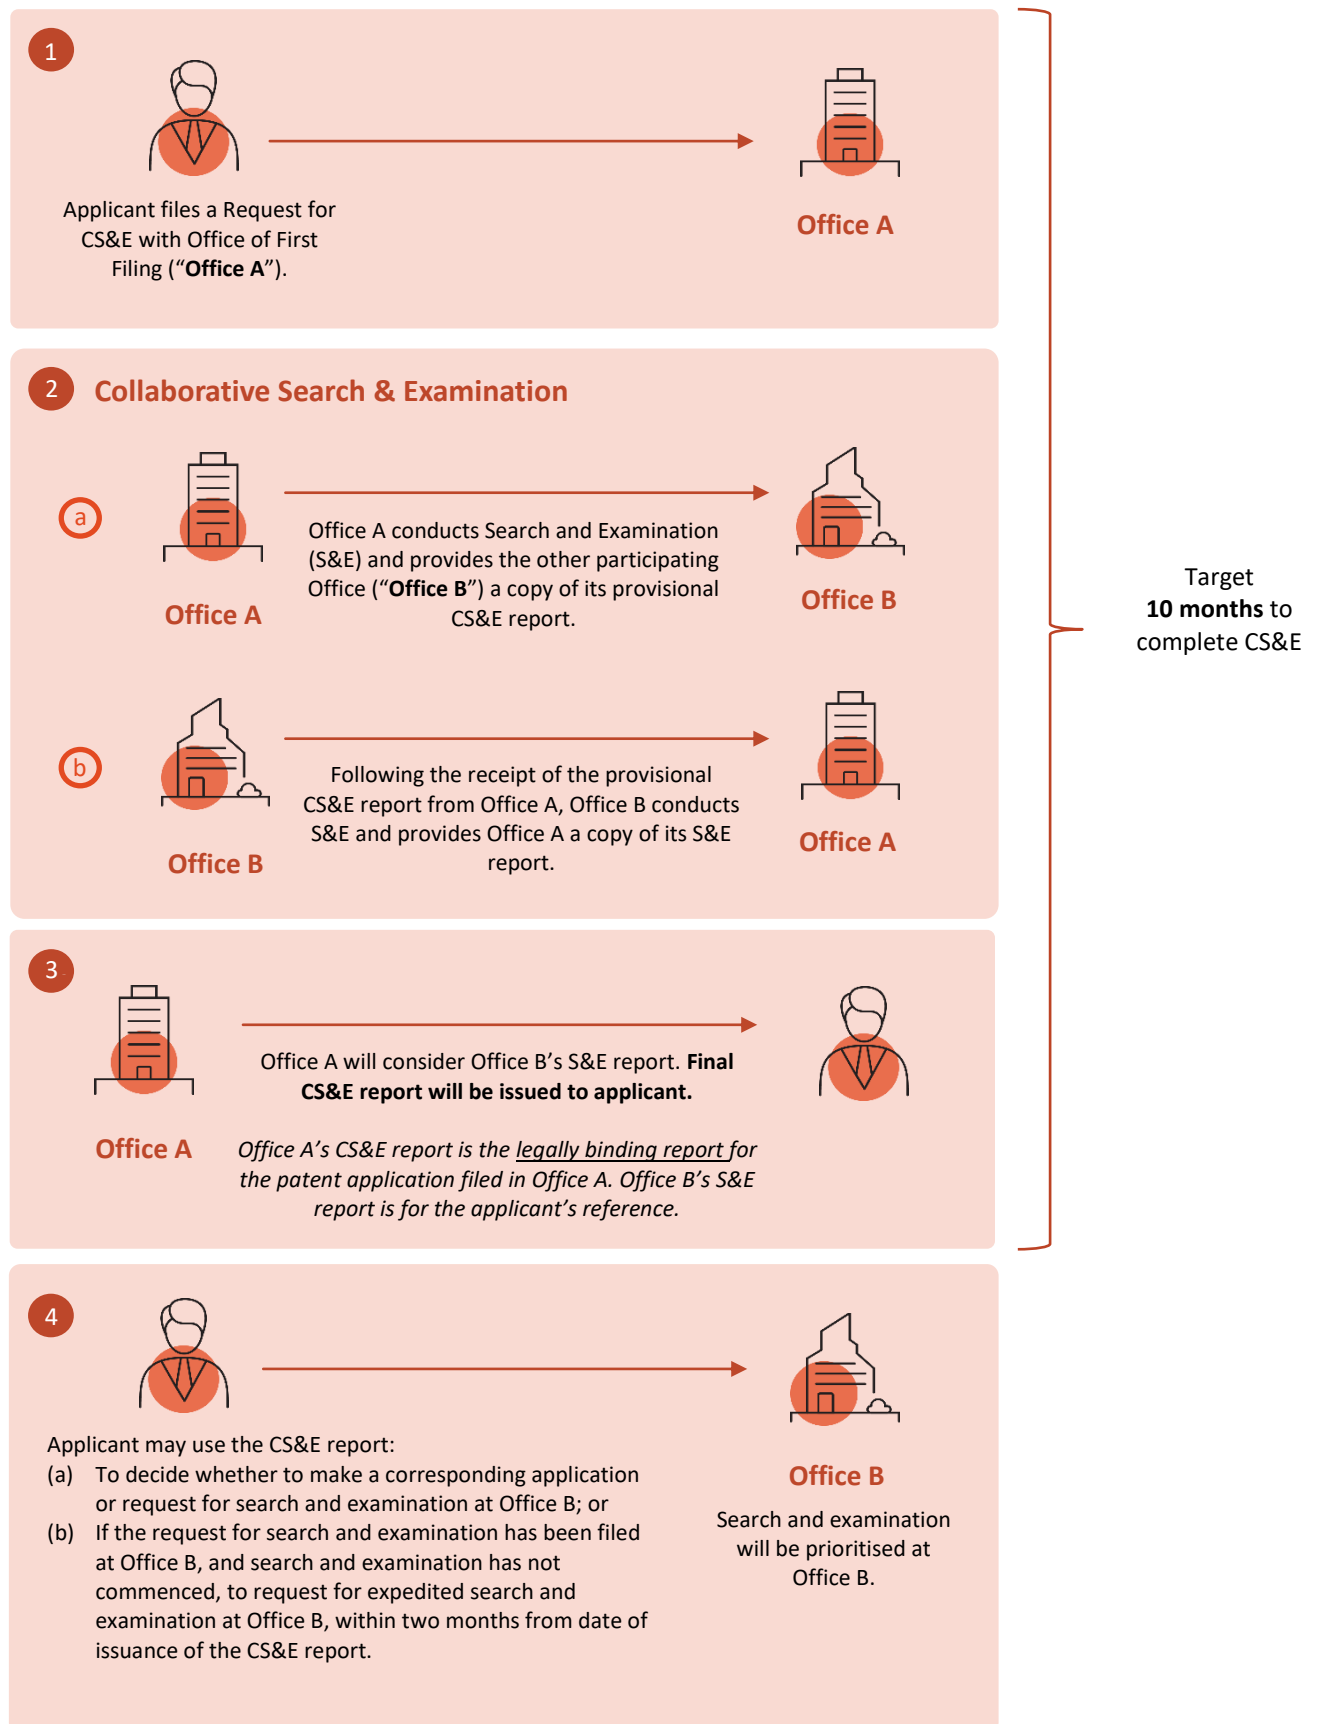 1
Applicant files a Request for
CS&E with Office of First
Filing (“Office A”).
Office A
2
Collaborative Search & Examination
a
Office A
Office A conducts Search and Examination
(S&E) and provides the other participating
Office (“Office B”) a copy of its provisional
CS&E report.
Office B
b
Office B
Following the receipt of the provisional
CS&E report from Office A, Office B conducts
S&E and provides Office A a copy of its S&E
report.
Office A
3
Office A
Office A will consider Office B’s S&E report. Final
CS&E report will be issued to applicant.
Office A’s CS&E report is the legally binding report for
the patent application filed in Office A. Office B’s S&E
report is for the applicant’s reference.
Target
10 months to
complete CS&E
4
Applicant may use the CS&E report:
(a) To decide whether to make a corresponding application
or request for search and examination at Office B; or
(b) If the request for search and examination has been filed
at Office B, and search and examination has not
commenced, to request for expedited search and
examination at Office B, within two months from date of
issuance of the CS&E report.
Office B
Search and examination
will be prioritised at
Office B.